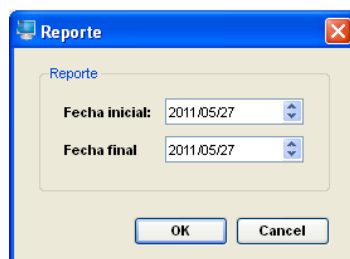 Reporte
Reporte
Fecha inicial: 2011/05/27
Fecha final 2011/05/27
OK Cancel